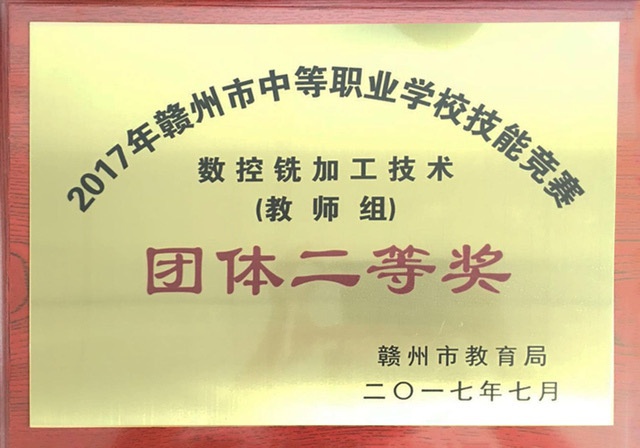 2017年赣州市中等职业学校技能竞赛
数控铣加工技术
(教师组)
团体二等奖
赣州市教育局
二〇一七年七月